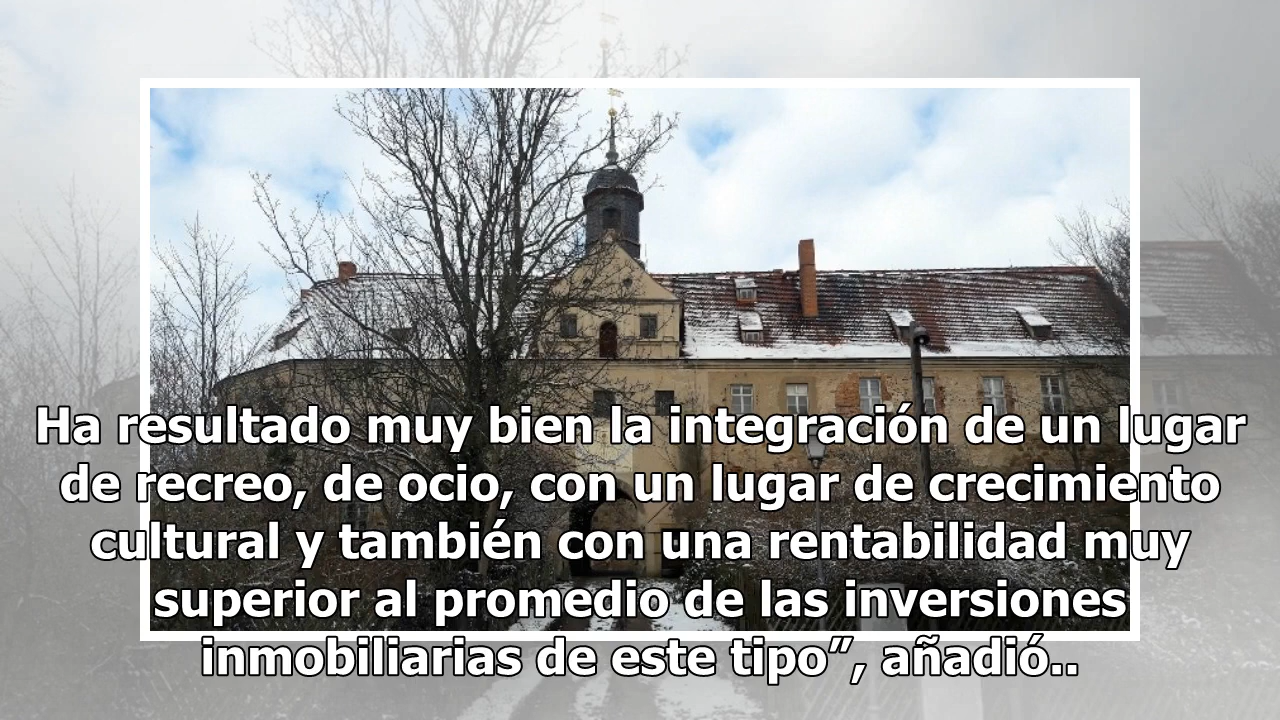 Ha resultado muy bien la integración de un lugar
de recreo, de ocio, con un lugar de crecimiento
cultural y también con una rentabilidad muy
superior al promedio de las inversiones
inmobiliarias de este tipo”, añadió..